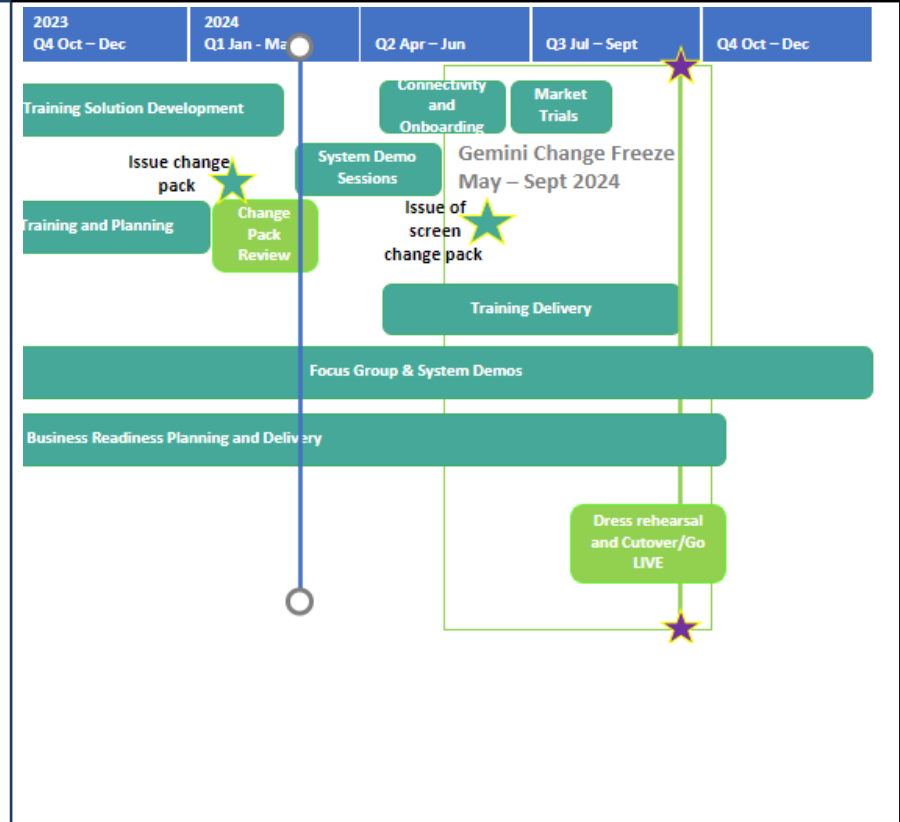 2023
Q4 Oct – Dec
2024
Q1 Jan - Ma
Q2 Apr – Jun
Q3 Jul – Sept
Q4 Oct – Dec
Training Solution Development
Connectivity
and
Onboarding
Market
Trials
Issue change
pack
System Demo
Sessions
Gemini Change Freeze
May – Sept 2024
Training and Planning
Change
Pack
Review
Issue of
screen
change pack
Training Delivery
Focus Group & System Demos
Business Readiness Planning and Delivery
Dress rehearsal
and Cutover/Go
LIVE